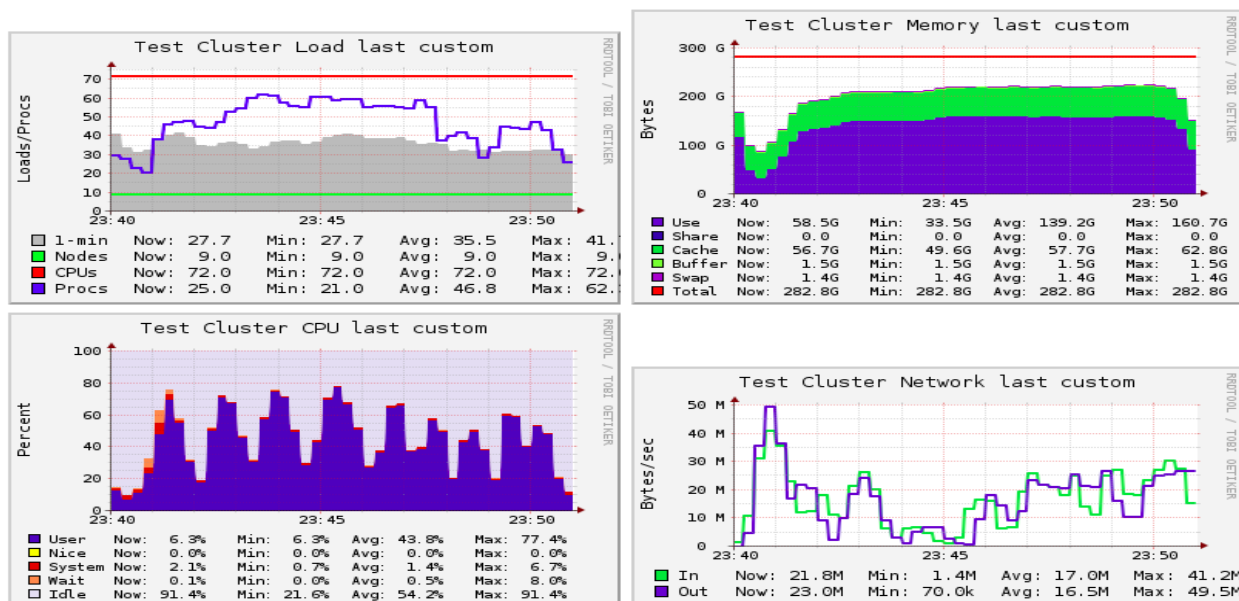 Test Cluster Load last custom
RRDTOOL / TOBI OETIKER
Loads/Procs
70
60
50
40
30
20
10
0
23:40 23:45 23:50
1-min Now: 27.7 Min: 27.7 Avg: 35.5 Max: 41.
Nodes Now: 9.0 Min: 9.0 Avg: 9.0 Max: 9.
CPUs Now: 72.0 Min: 72.0 Avg: 72.0 Max: 72.
Procs Now: 25.0 Min: 21.0 Avg: 46.8 Max: 62.
Test Cluster Memory last custom
RRDTOOL / TOBI OETIKER
Bytes
300 G
200 G
100 G
0
23:40 23:45 23:50
Use Now: 58.5G Min: 33.5G Avg: 139.2G Max: 160.7G
Share Now: 0.0 Min: 0.0 Avg: 0.0 Max: 0.0
Cache Now: 56.7G Min: 49.6G Avg: 57.7G Max: 62.8G
Buffer Now: 1.5G Min: 1.5G Avg: 1.5G Max: 1.5G
Swap Now: 1.4G Min: 1.4G Avg: 1.4G Max: 1.4G
Total Now: 282.8G Min: 282.8G Avg: 282.8G Max: 282.8G
Test Cluster CPU last custom
RRDTOOL / TOBI OETIKER
Percent
100
80
60
40
20
0
23:40 23:45 23:50
User Now: 6.3% Min: 6.3% Avg: 43.8% Max: 77.4%
Nice Now: 0.0% Min: 0.0% Avg: 0.0% Max: 0.0%
System Now: 2.1% Min: 0.7% Avg: 1.4% Max: 6.7%
Wait Now: 0.1% Min: 0.0% Avg: 0.5% Max: 8.0%
Idle Now: 91.4% Min: 21.6% Avg: 54.2% Max: 91.4%
Test Cluster Network last custom
RRDTOOL / TOBI OETIKER
Bytes/sec
50 M
40 M
30 M
20 M
10 M
0
23:40 23:45 23:50
In Now: 21.8M Min: 1.4M Avg: 17.0M Max: 41.2M
Out Now: 23.0M Min: 70.0k Avg: 16.5M Max: 49.5M